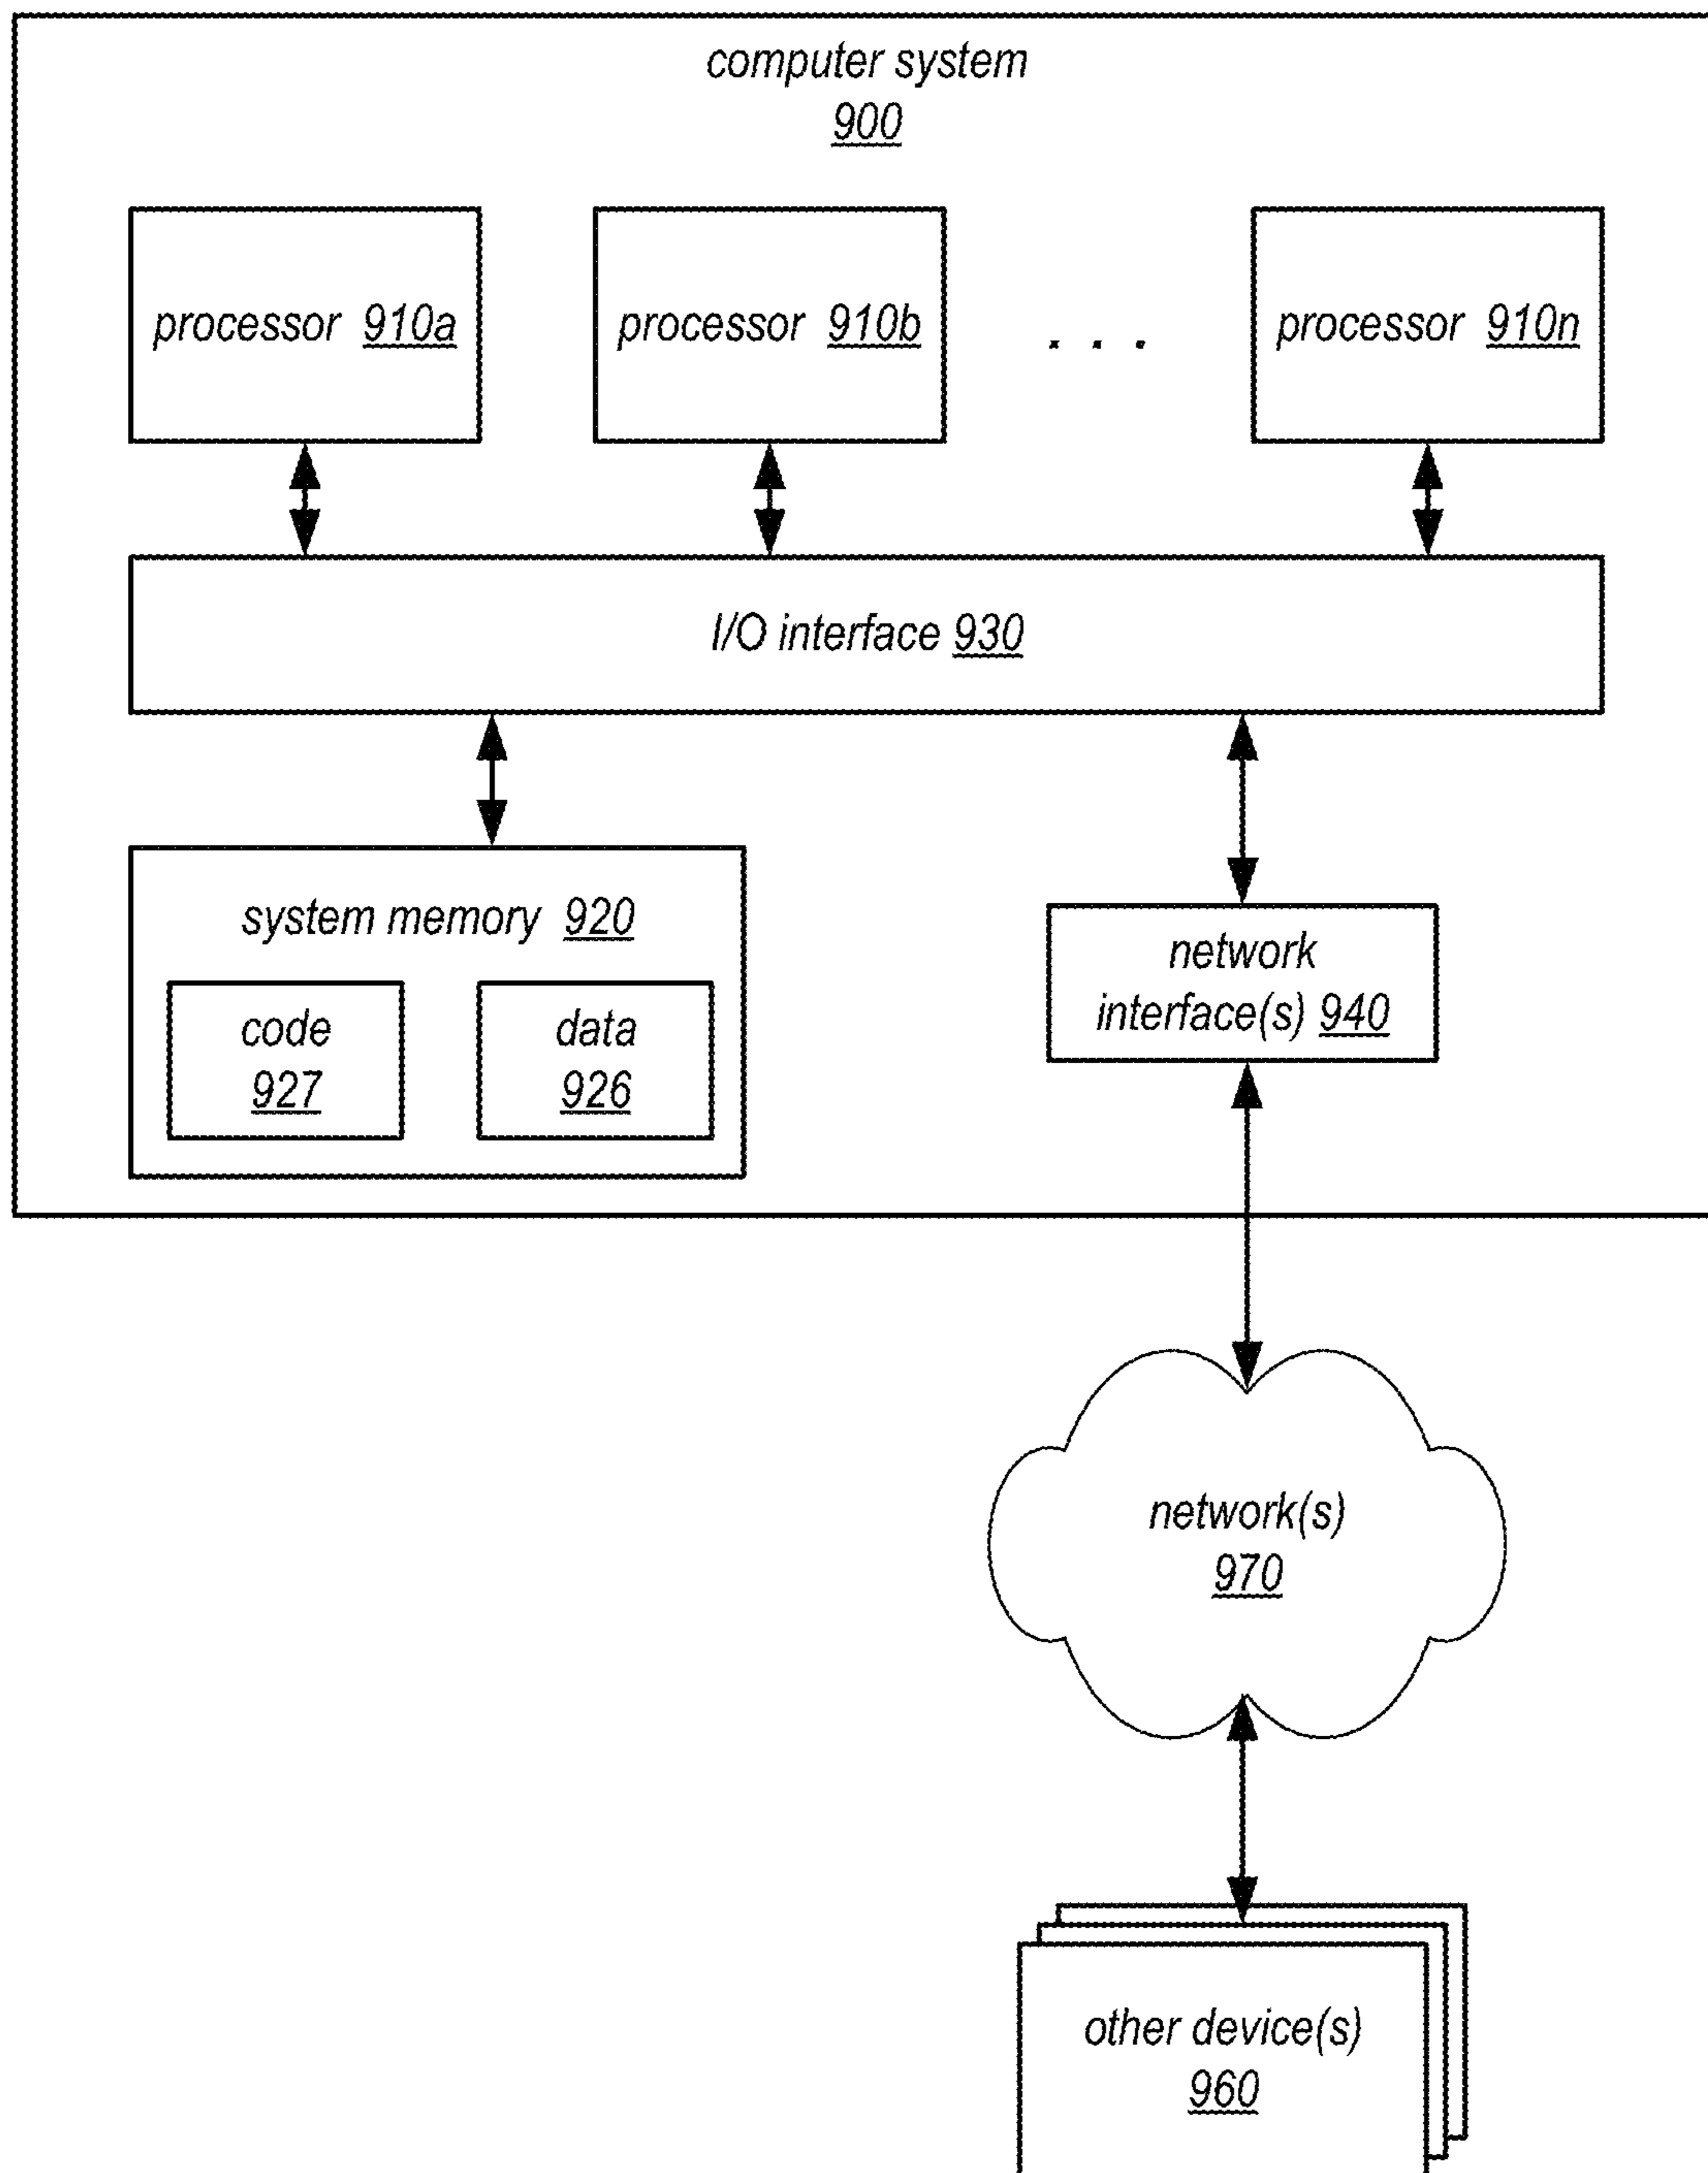 computer system
900
processor 910a
processor 910b
. . .
processor 910n
I/O interface 930
system memory 920
code
927
data
926
network
interface(s) 940
network(s)
970
other device(s)
960